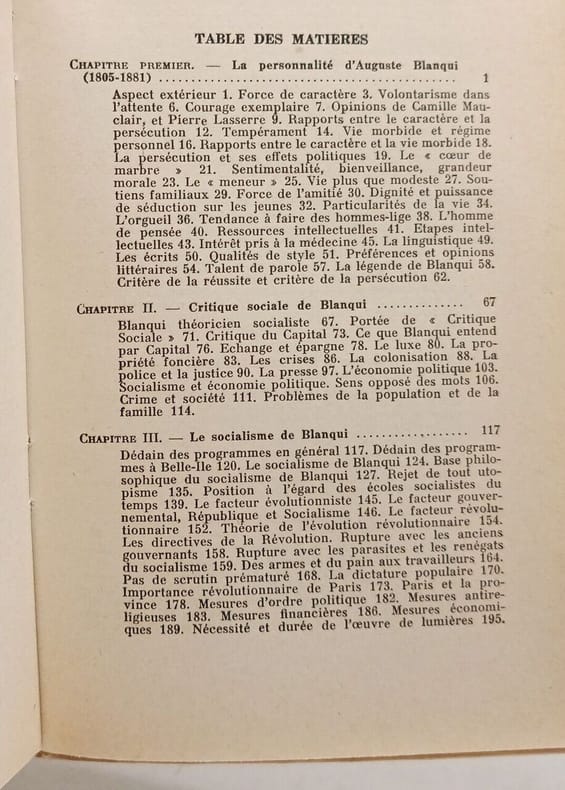 TABLE DES MATIERES
CHAPITRE PREMIER. — La personnalité d'Auguste Blanqui
(1805-1881) ............................................ 1
Aspect extérieur 1. Force de caractère 3. Volontarisme dans
l'attente 6. Courage exemplaire 7. Opinions de Camille Mau-
clair, et Pierre Lasserre 9. Rapports entre le caractère et la
persécution 12. Tempérament 14. Vie morbide et régime
personnel 16. Rapports entre le caractère et la vie morbide 18.
La persécution et ses effets politiques 19. Le « cœur de
marbre » 21. Sentimentalité, bienveillance, grandeur
morale 23. Le « meneur » 25. Vie plus que modeste 27. Sou-
tiens familiaux 29. Force de l'amitié 30. Dignité et puissance
de séduction sur les jeunes 32. Particularités de la vie 34.
L'orgueil 36. Tendance à faire des hommes-lige 38. L'homme
de pensée 40. Ressources intellectuelles 41. Etapes intel-
lectuelles 43. Intérêt pris à la médecine 45. La linguistique 49.
Les écrits 50. Qualités de style 51. Préférences et opinions
littéraires 54. Talent de parole 57. La légende de Blanqui 58.
Critère de la réussite et critère de la persécution 62.
CHAPITRE II. — Critique sociale de Blanqui .............. 67
Blanqui théoricien socialiste 67. Portée de « Critique
Sociale » 71. Critique du Capital 73. Ce que Blanqui entend
par Capital 76. Echange et épargne 78. Le luxe 80. La pro-
priété foncière 83. Les crises 86. La colonisation 88. La
police et la justice 90. La presse 97. L'économie politique 103.
Socialisme et économie politique. Sens opposé des mots 106.
Crime et société 111. Problèmes de la population et de la
famille 114.
CHAPITRE III. — Le socialisme de Blanqui ................. 117
Dédain des programmes en général 117. Dédain des program-
mes à Belle-Ile 120. Le socialisme de Blanqui 124. Base philo-
sophique du socialisme de Blanqui 127. Rejet de tout uto-
pisme 135. Position à l'égard des écoles socialistes du
temps 139. Le facteur évolutionniste 145. Le facteur gouver-
nemental, République et Socialisme 146. Le facteur révolu-
tionnaire 152. Théorie de l'évolution révolutionnaire 154.
Les directives de la Révolution. Rupture avec les anciens
gouvernants 158. Rupture avec les parasites et les renégats
du socialisme 159. Des armes et du pain aux travailleurs 164.
Pas de scrutin prématuré 168. La dictature populaire 170.
Importance révolutionnaire de Paris 173. Paris et la pro-
vince 178. Mesures d'ordre politique 182. Mesures antire-
ligieuses 183. Mesures financières 186. Mesures économi-
ques 189. Nécessité et durée de l'œuvre de lumières 195.